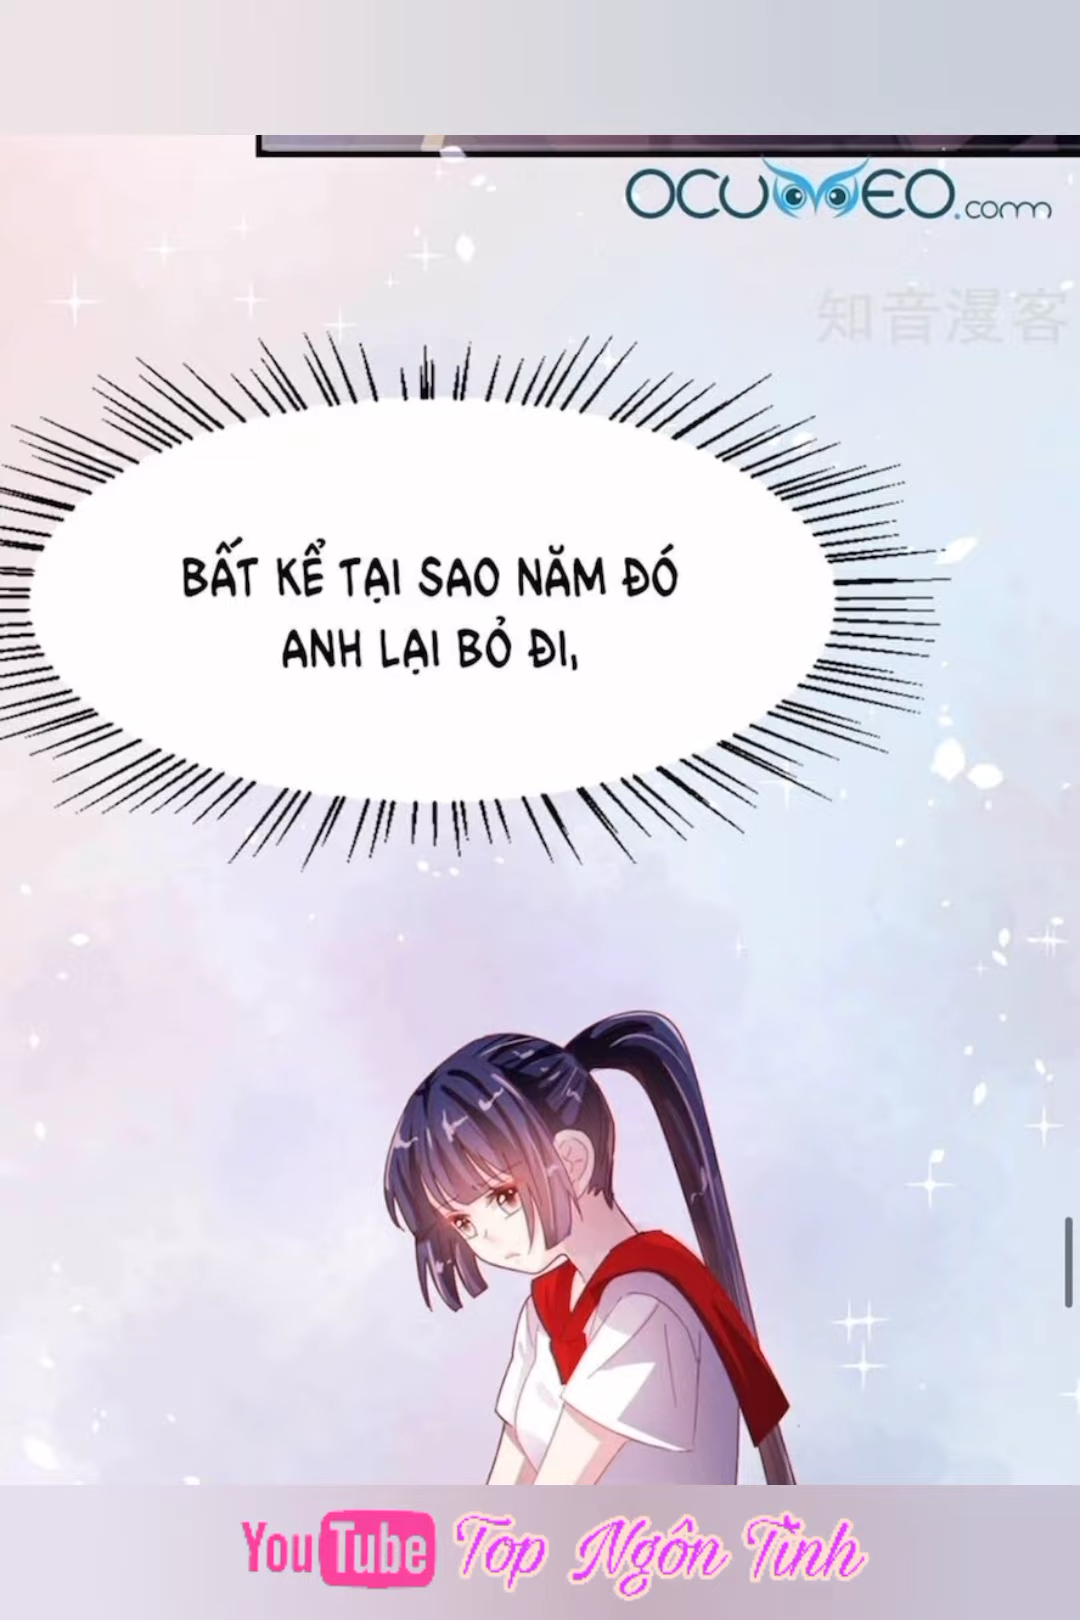 OCUMEO.com
知音漫客
BẤT KỂ TẠI SAO NĂM ĐÓ
ANH LẠI BỎ ĐI,
YouTube Top Ngôn Tình